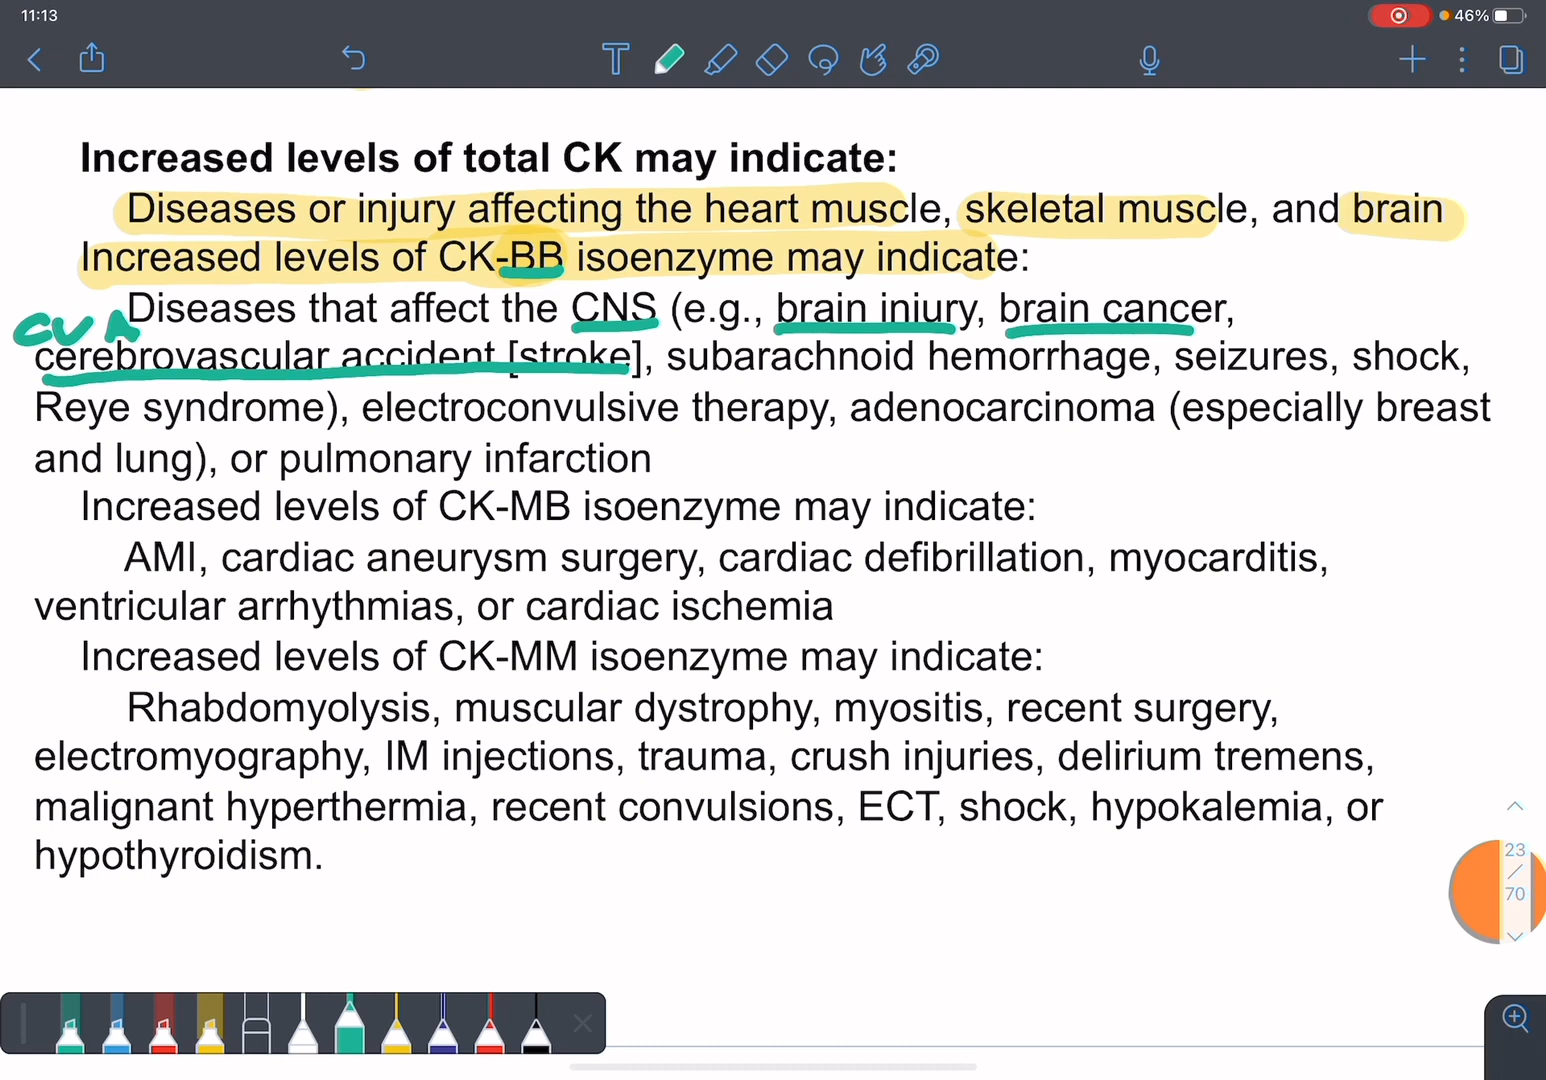 11:13
46%
Increased levels of total CK may indicate:
Diseases or injury affecting the heart muscle, skeletal muscle, and brain
Increased levels of CK-BB isoenzyme may indicate:
Diseases that affect the CNS (e.g., brain injury, brain cancer,
CVA
cerebrovascular accident [stroke], subarachnoid hemorrhage, seizures, shock,
Reye syndrome), electroconvulsive therapy, adenocarcinoma (especially breast
and lung), or pulmonary infarction
Increased levels of CK-MB isoenzyme may indicate:
AMI, cardiac aneurysm surgery, cardiac defibrillation, myocarditis,
ventricular arrhythmias, or cardiac ischemia
Increased levels of CK-MM isoenzyme may indicate:
Rhabdomyolysis, muscular dystrophy, myositis, recent surgery,
electromyography, IM injections, trauma, crush injuries, delirium tremens,
malignant hyperthermia, recent convulsions, ECT, shock, hypokalemia, or
hypothyroidism.
23
/
70